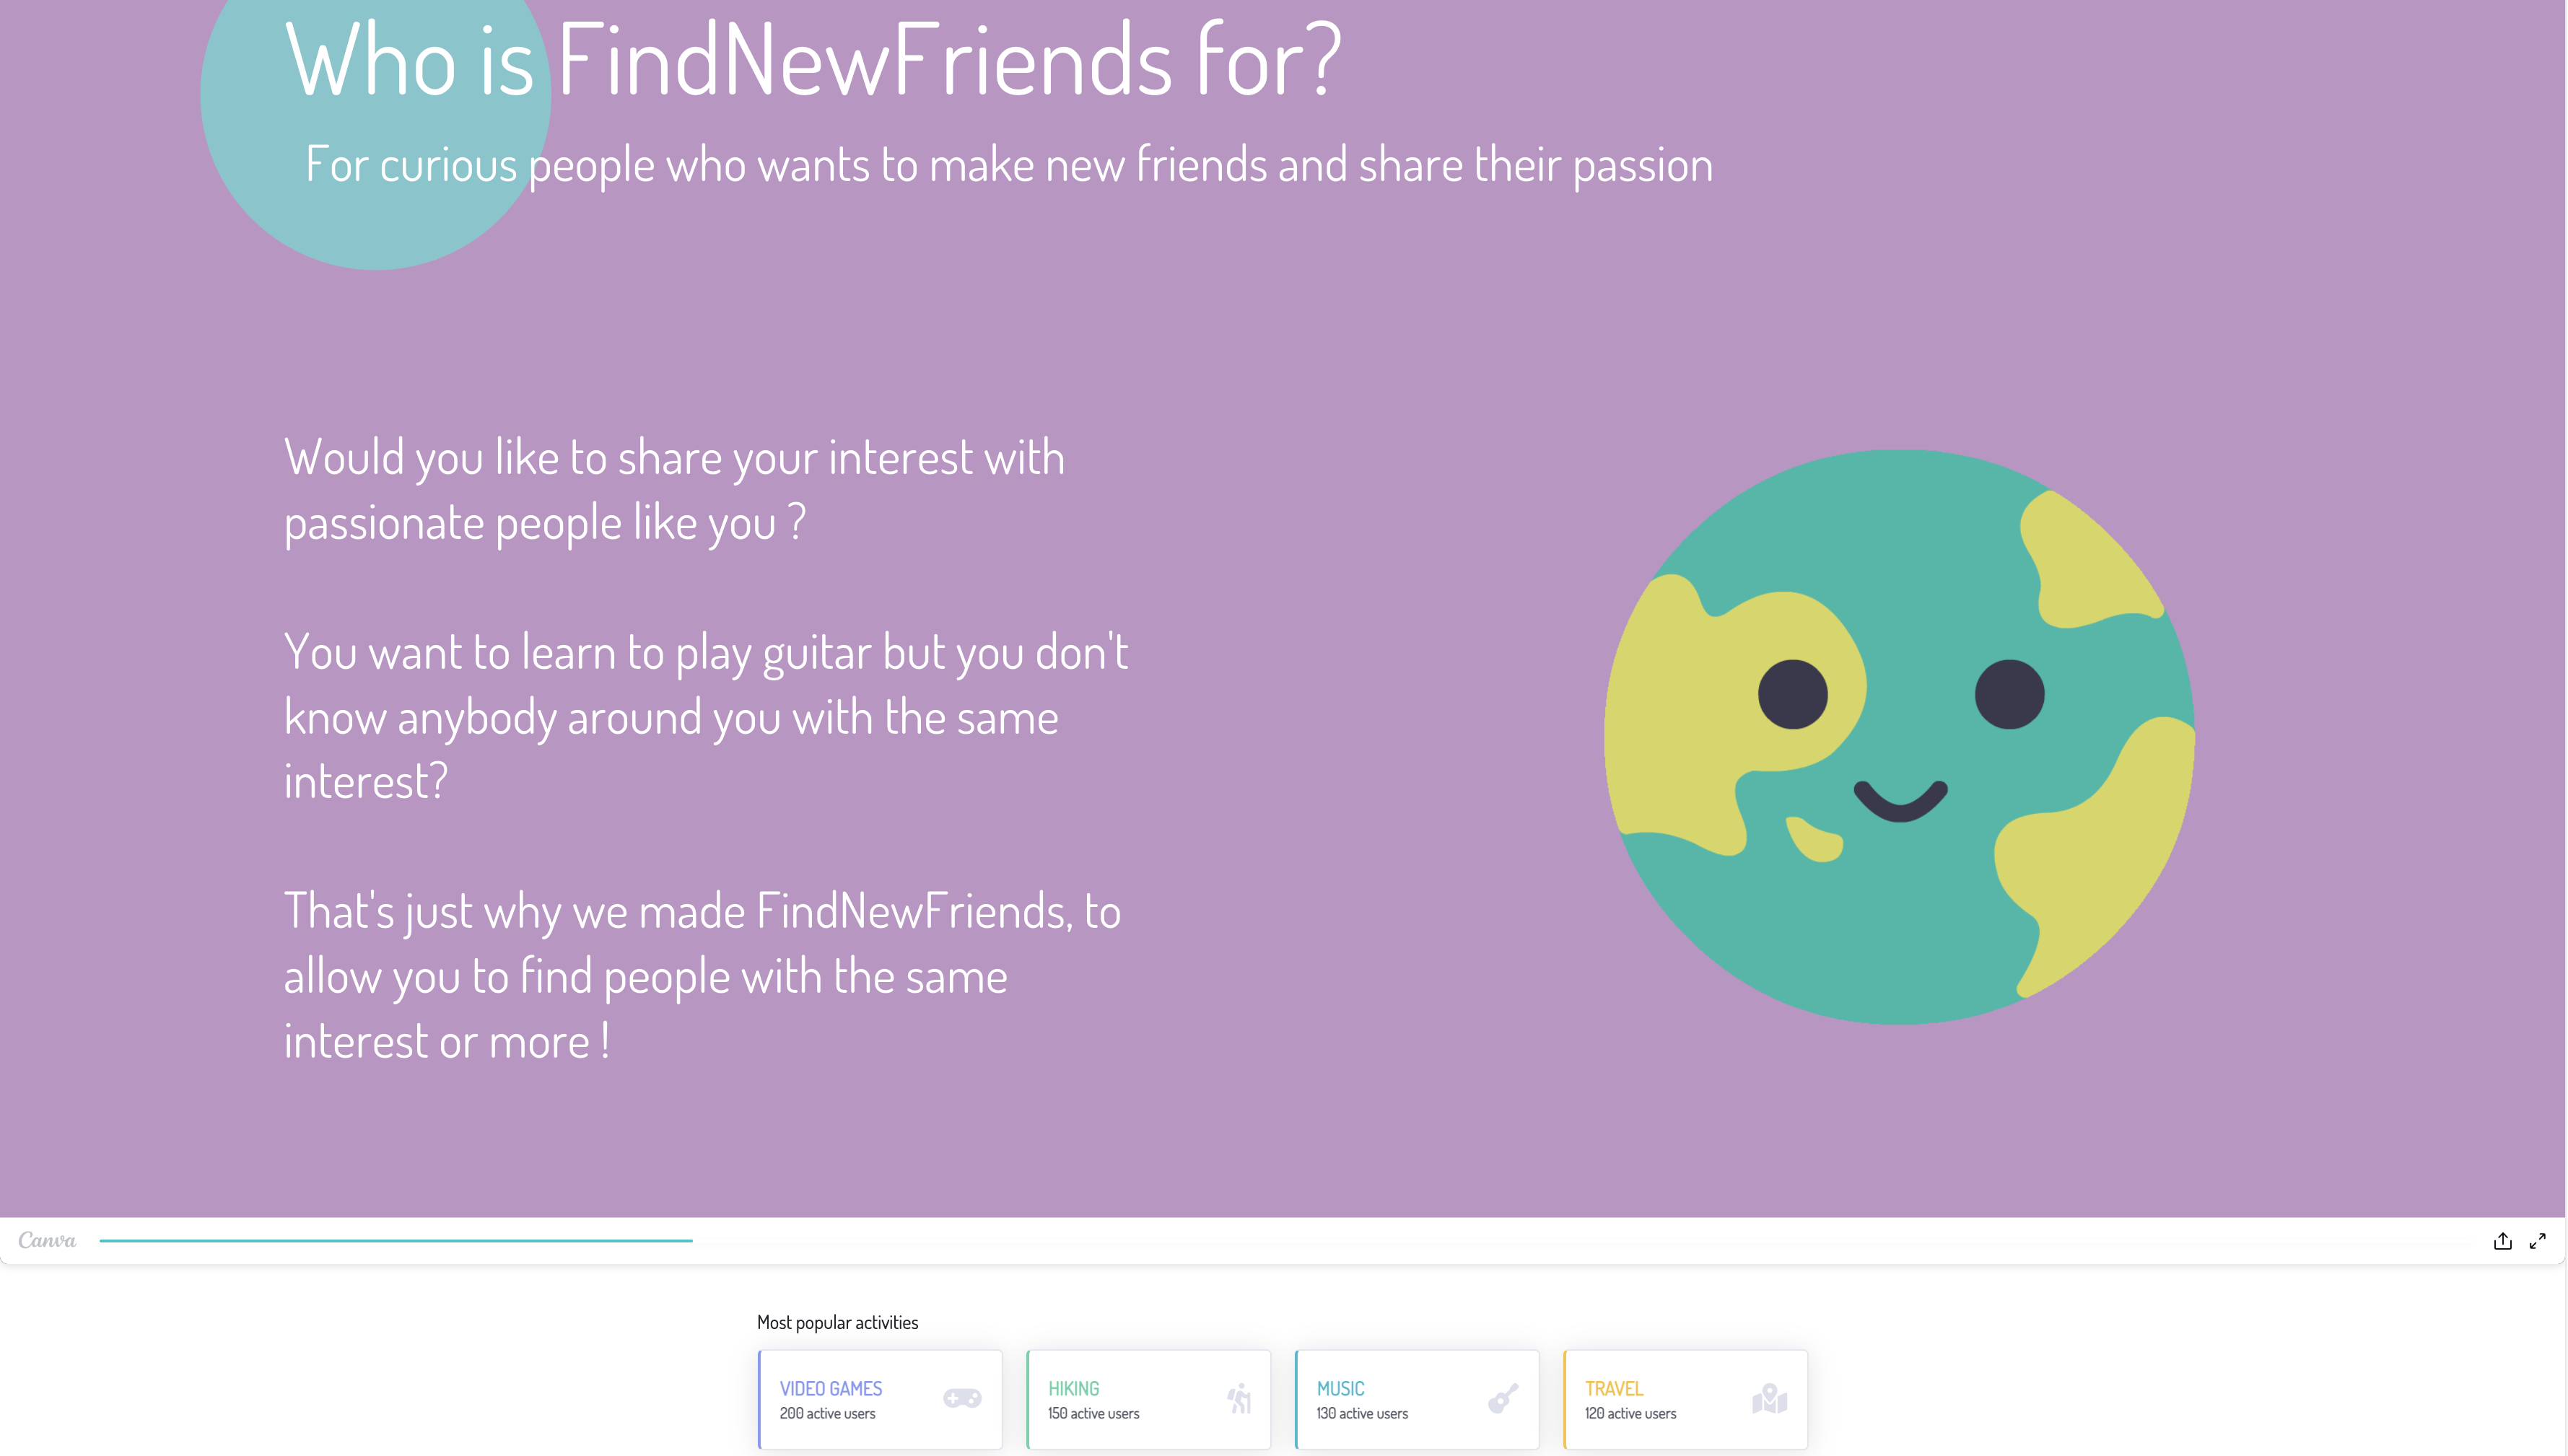 Who is FindNewFriends for?
For curious people who wants to make new friends and share their passion
Would you like to share your interest with
passionate people like you ?
You want to learn to play guitar but you don't
know anybody around you with the same
interest?
That's just why we made FindNewFriends, to
allow you to find people with the same
interest or more !
Canva
Most popular activities
VIDEO GAMES
200 active users
HIKING
150 active users
MUSIC
130 active users
TRAVEL
120 active users